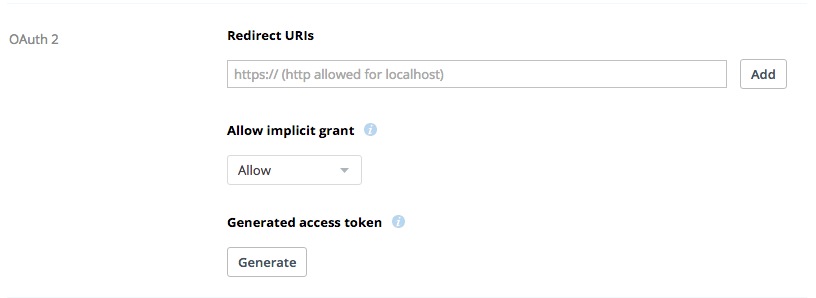 OAuth 2
Redirect URIs
https:// (http allowed for localhost)
Add
Allow implicit grant i
Allow
Generated access token i
Generate